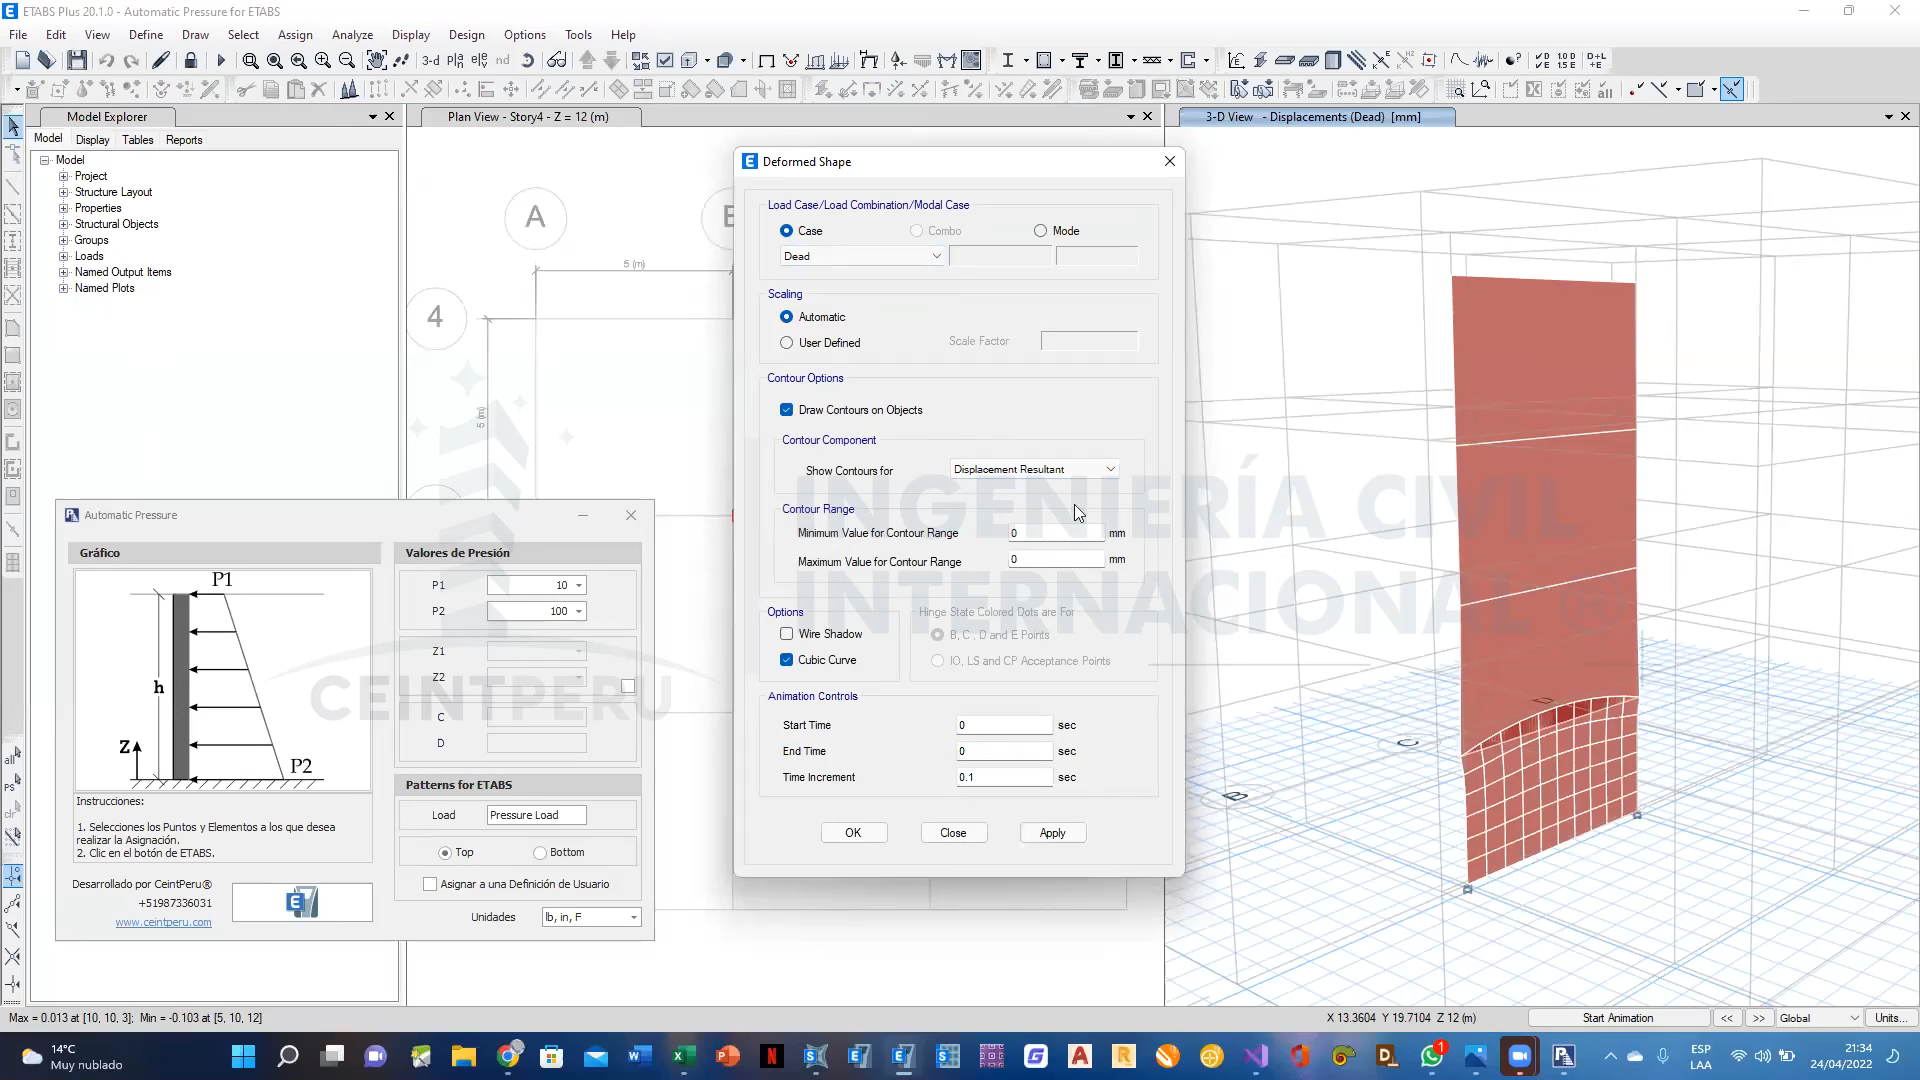 ETABS Plus 20.1.0 - Automatic Pressure for ETABS
File Edit View Define Draw Select Assign Analyze Display Design Options Tools Help
Model Explorer
Plan View - Story4 - Z = 12 (m)
3-D View - Displacements (Dead) [mm]
Model Display Tables Reports
Model
Project
Structure Layout
Properties
Structural Objects
Groups
Loads
Named Output Items
Named Plots
A
4
5 (m)
5 (m)
Deformed Shape
Load Case/Load Combination/Modal Case
Case Combo Mode
Dead
Scaling
Automatic
User Defined Scale Factor
Contour Options
Draw Contours on Objects
Contour Component
Show Contours for Displacement Resultant
Contour Range
Minimum Value for Contour Range 0 mm
Maximum Value for Contour Range 0 mm
Options
Wire Shadow
Cubic Curve
Hinge State Colored Dots are For
B, C, D and E Points
IO, LS and CP Acceptance Points
Animation Controls
Start Time 0 sec
End Time 0 sec
Time Increment 0.1 sec
OK Close Apply
Automatic Pressure
Gráfico
P1
h
Z
P2
Instrucciones:
1. Selecciones los Puntos y Elementos a los que desea
realizar la Asignación.
2. Clic en el botón de ETABS.
Desarrollado por CeintPeru®
+51987336031
www.ceintperu.com
Valores de Presión
P1 10
P2 100
Z1
Z2
C
D
Patterns for ETABS
Load Pressure Load
Top Bottom
Asignar a una Definición de Usuario
Unidades lb, in, F
INGENIERÍA CIVIL
INTERNACIONAL
CEINTPERU
C
B
Max = 0.013 at [10, 10, 3]; Min = -0.103 at [5, 10, 12]
X 13.3604 Y 19.7104 Z 12 (m)
Start Animation << >> Global Units...
14°C
Muy nublado
ESP
LAA
21:34
24/04/2022